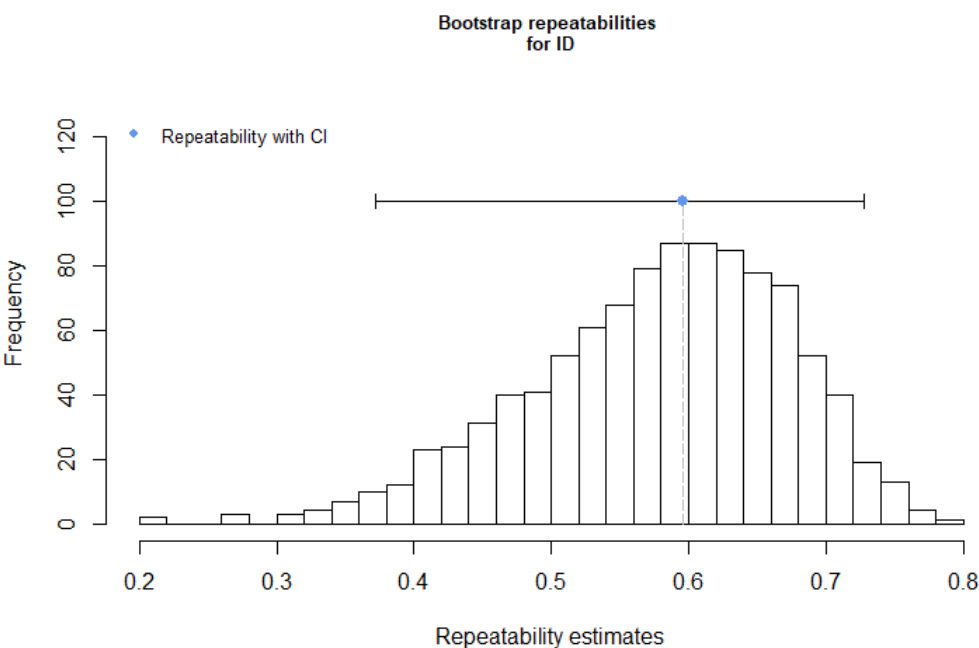 Bootstrap repeatabilities
for ID
Repeatability with CI
Frequency
120
100
80
60
40
20
0
0.2 0.3 0.4 0.5 0.6 0.7 0.8
Repeatability estimates